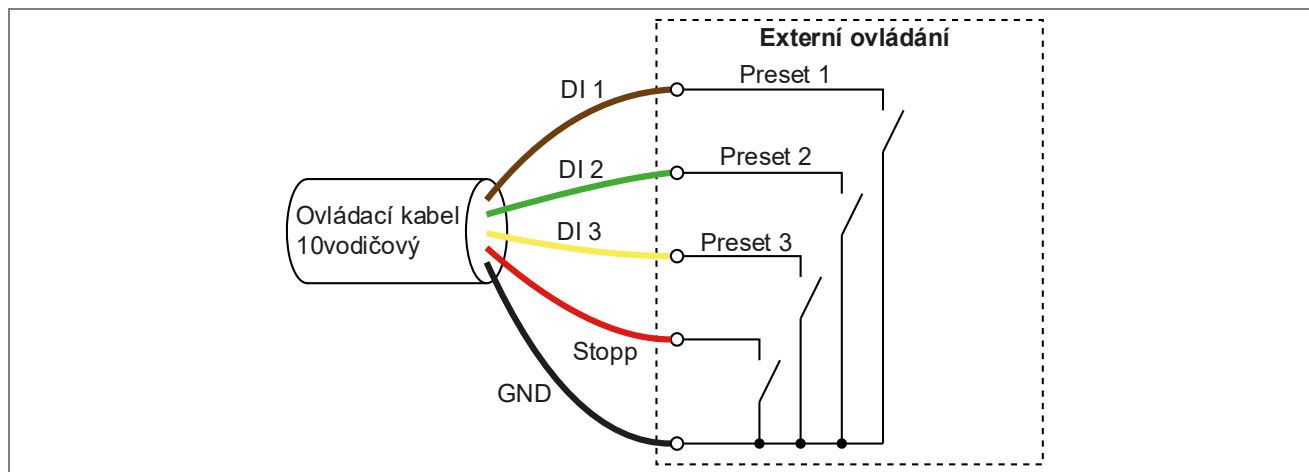 Externí ovládání
DI 1
Preset 1
DI 2
Preset 2
Ovládací kabel
10vodičový
DI 3
Preset 3
Stopp
GND